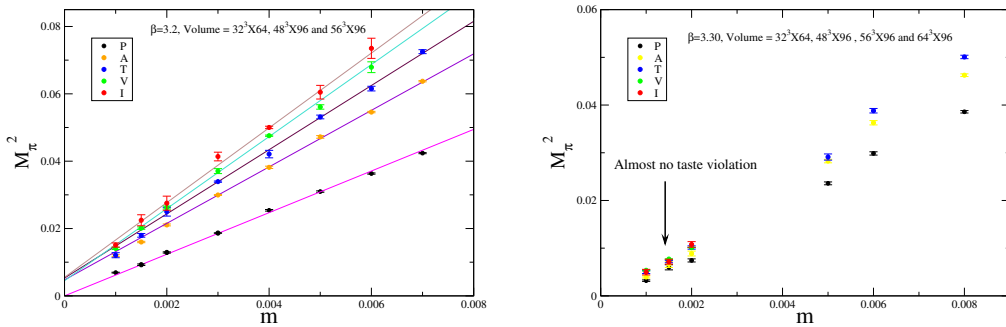 β=3.2, Volume = 32³X64, 48³X96 and 56³X96
P
A
T
V
I
0.08
0.06
0.04
0.02
0
M_π²
0
0.002
0.004
0.006
0.008
m
β=3.30, Volume = 32³X64, 48³X96 , 56³X96 and 64³X96
P
A
T
V
I
Almost no taste violation
0.06
0.04
0.02
0
M_π²
0
0.002
0.004
0.006
0.008
m